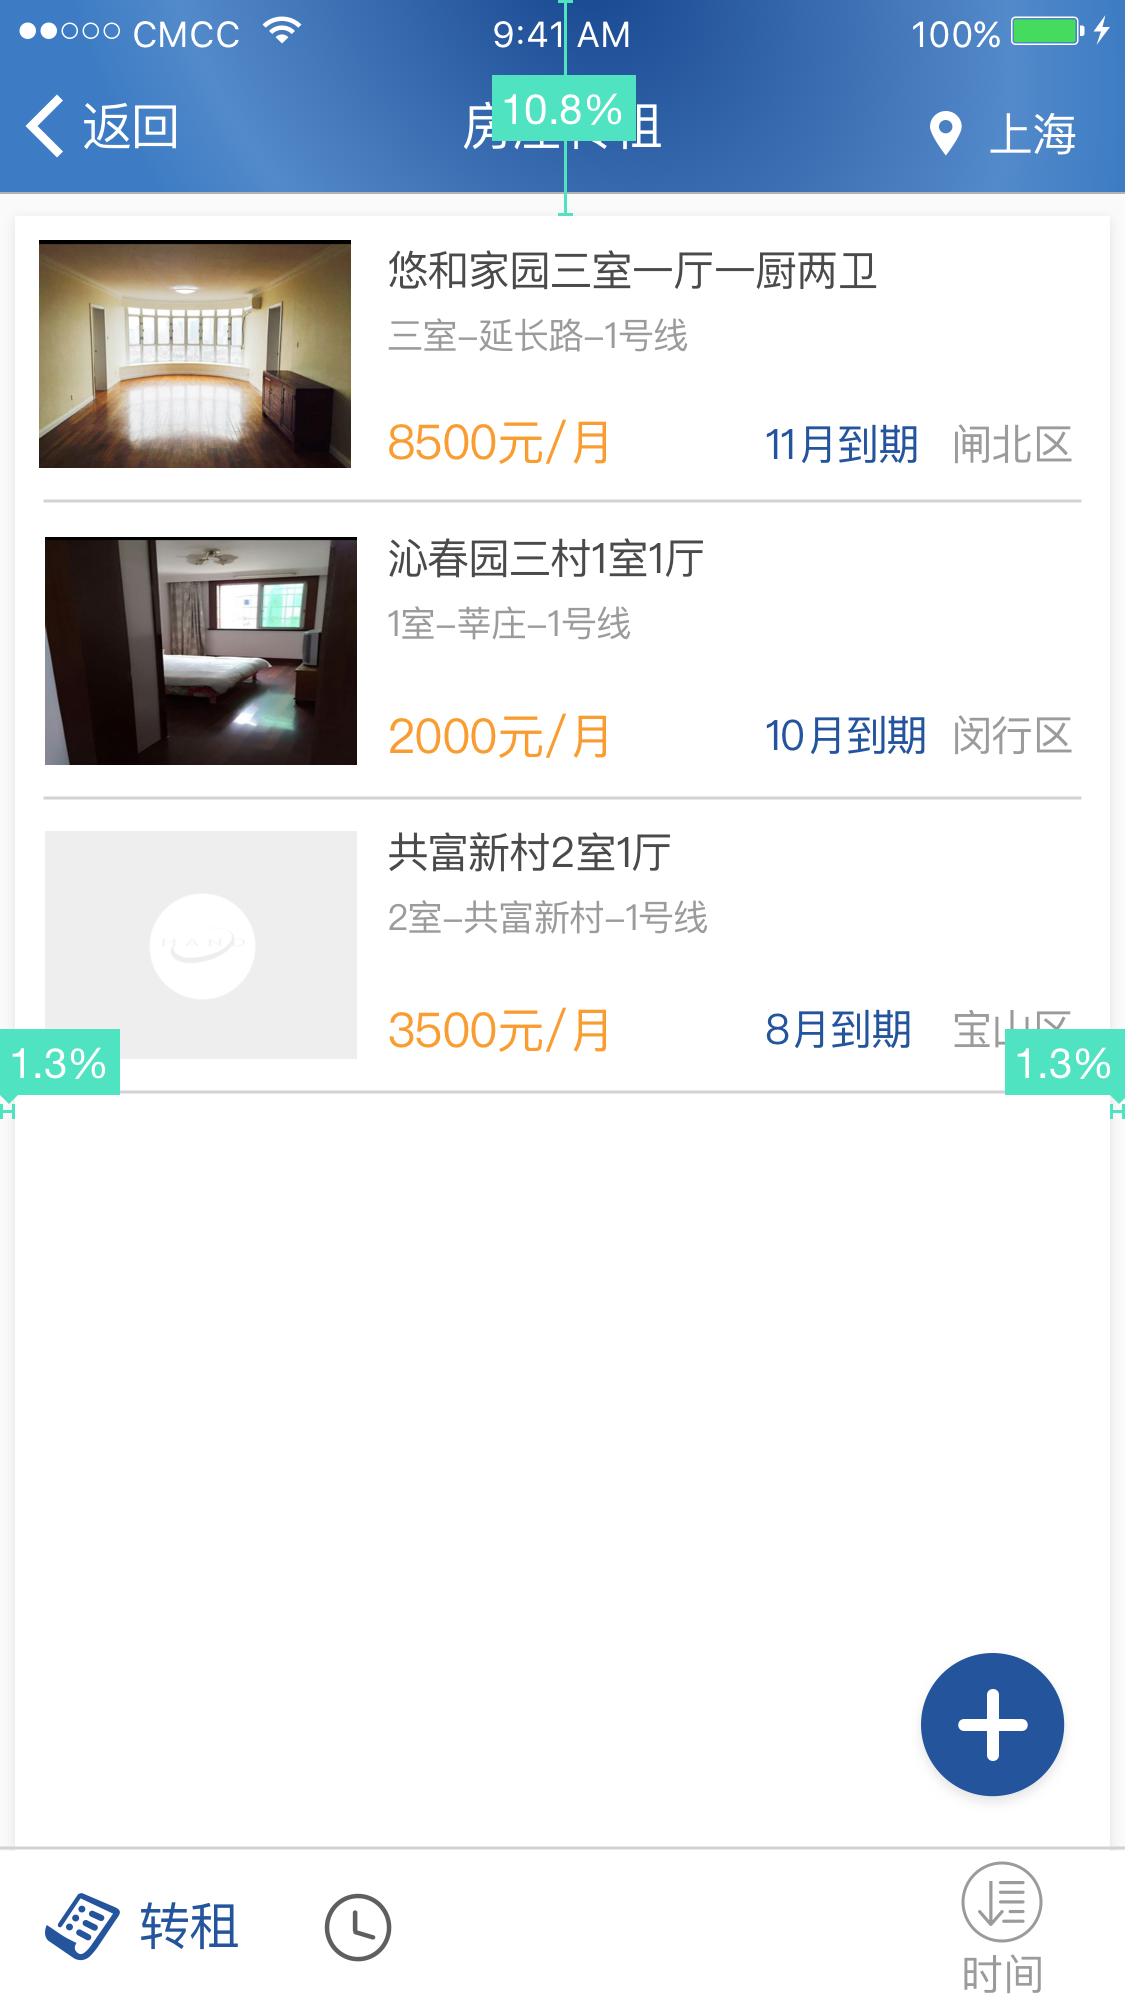 CMCC 9:41 AM 100%
返回 房 租 上海
10.8%
悠和家园三室一厅一厨两卫
三室-延长路-1号线
8500元/月 11月到期 闸北区
沁春园三村1室1厅
1室-莘庄-1号线
2000元/月 10月到期 闵行区
HAND
共富新村2室1厅
2室-共富新村-1号线
3500元/月 8月到期 宝山区
1.3% 1.3%
转租
时间